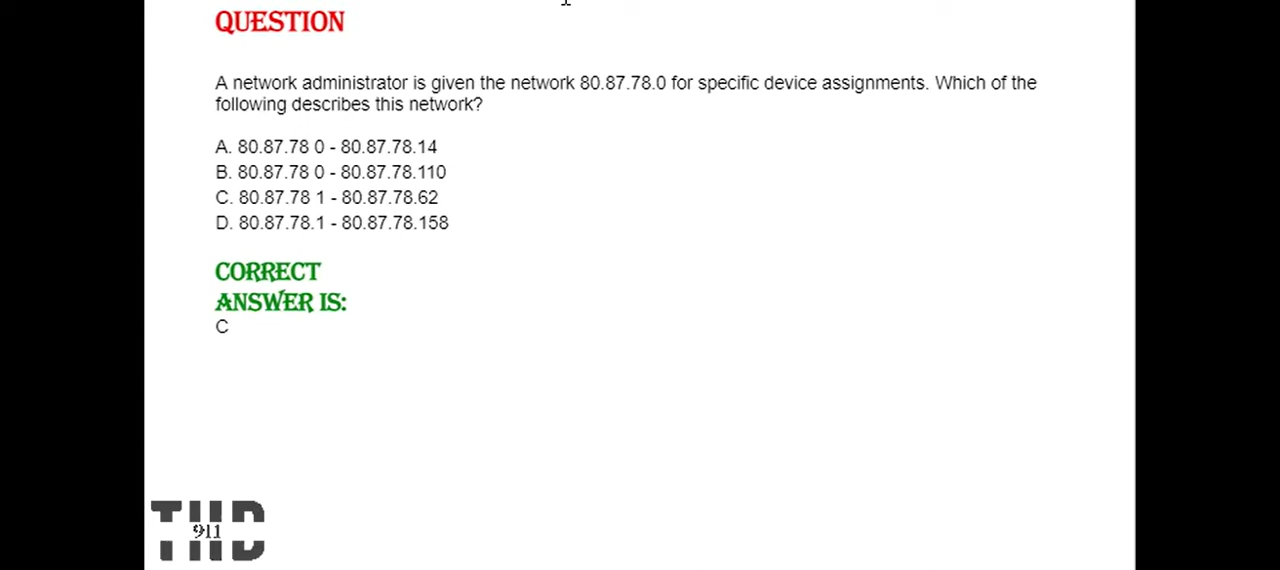 QUESTION
A network administrator is given the network 80.87.78.0 for specific device assignments. Which of the
following describes this network?
A. 80.87.78 0 - 80.87.78.14
B. 80.87.78 0 - 80.87.78.110
C. 80.87.78 1 - 80.87.78.62
D. 80.87.78.1 - 80.87.78.158
CORRECT
ANSWER IS:
C
THD
911